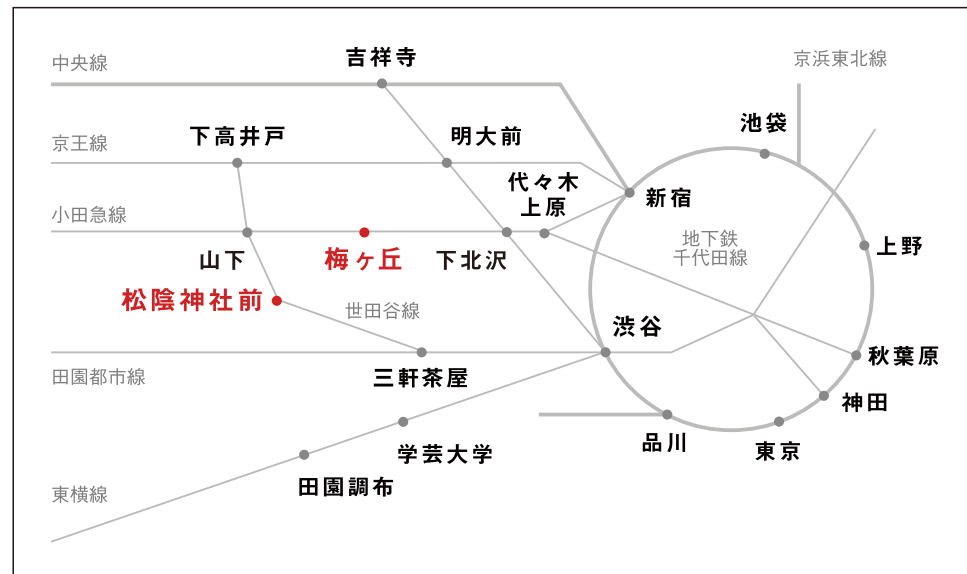 吉祥寺
中央線
京浜東北線
池袋
下高井戸
明大前
京王線
代々木
上原
新宿
小田急線
地下鉄
千代田線
上野
山下
梅ヶ丘
下北沢
松陰神社前
世田谷線
渋谷
秋葉原
田園都市線
三軒茶屋
神田
品川
東京
学芸大学
田園調布
東横線